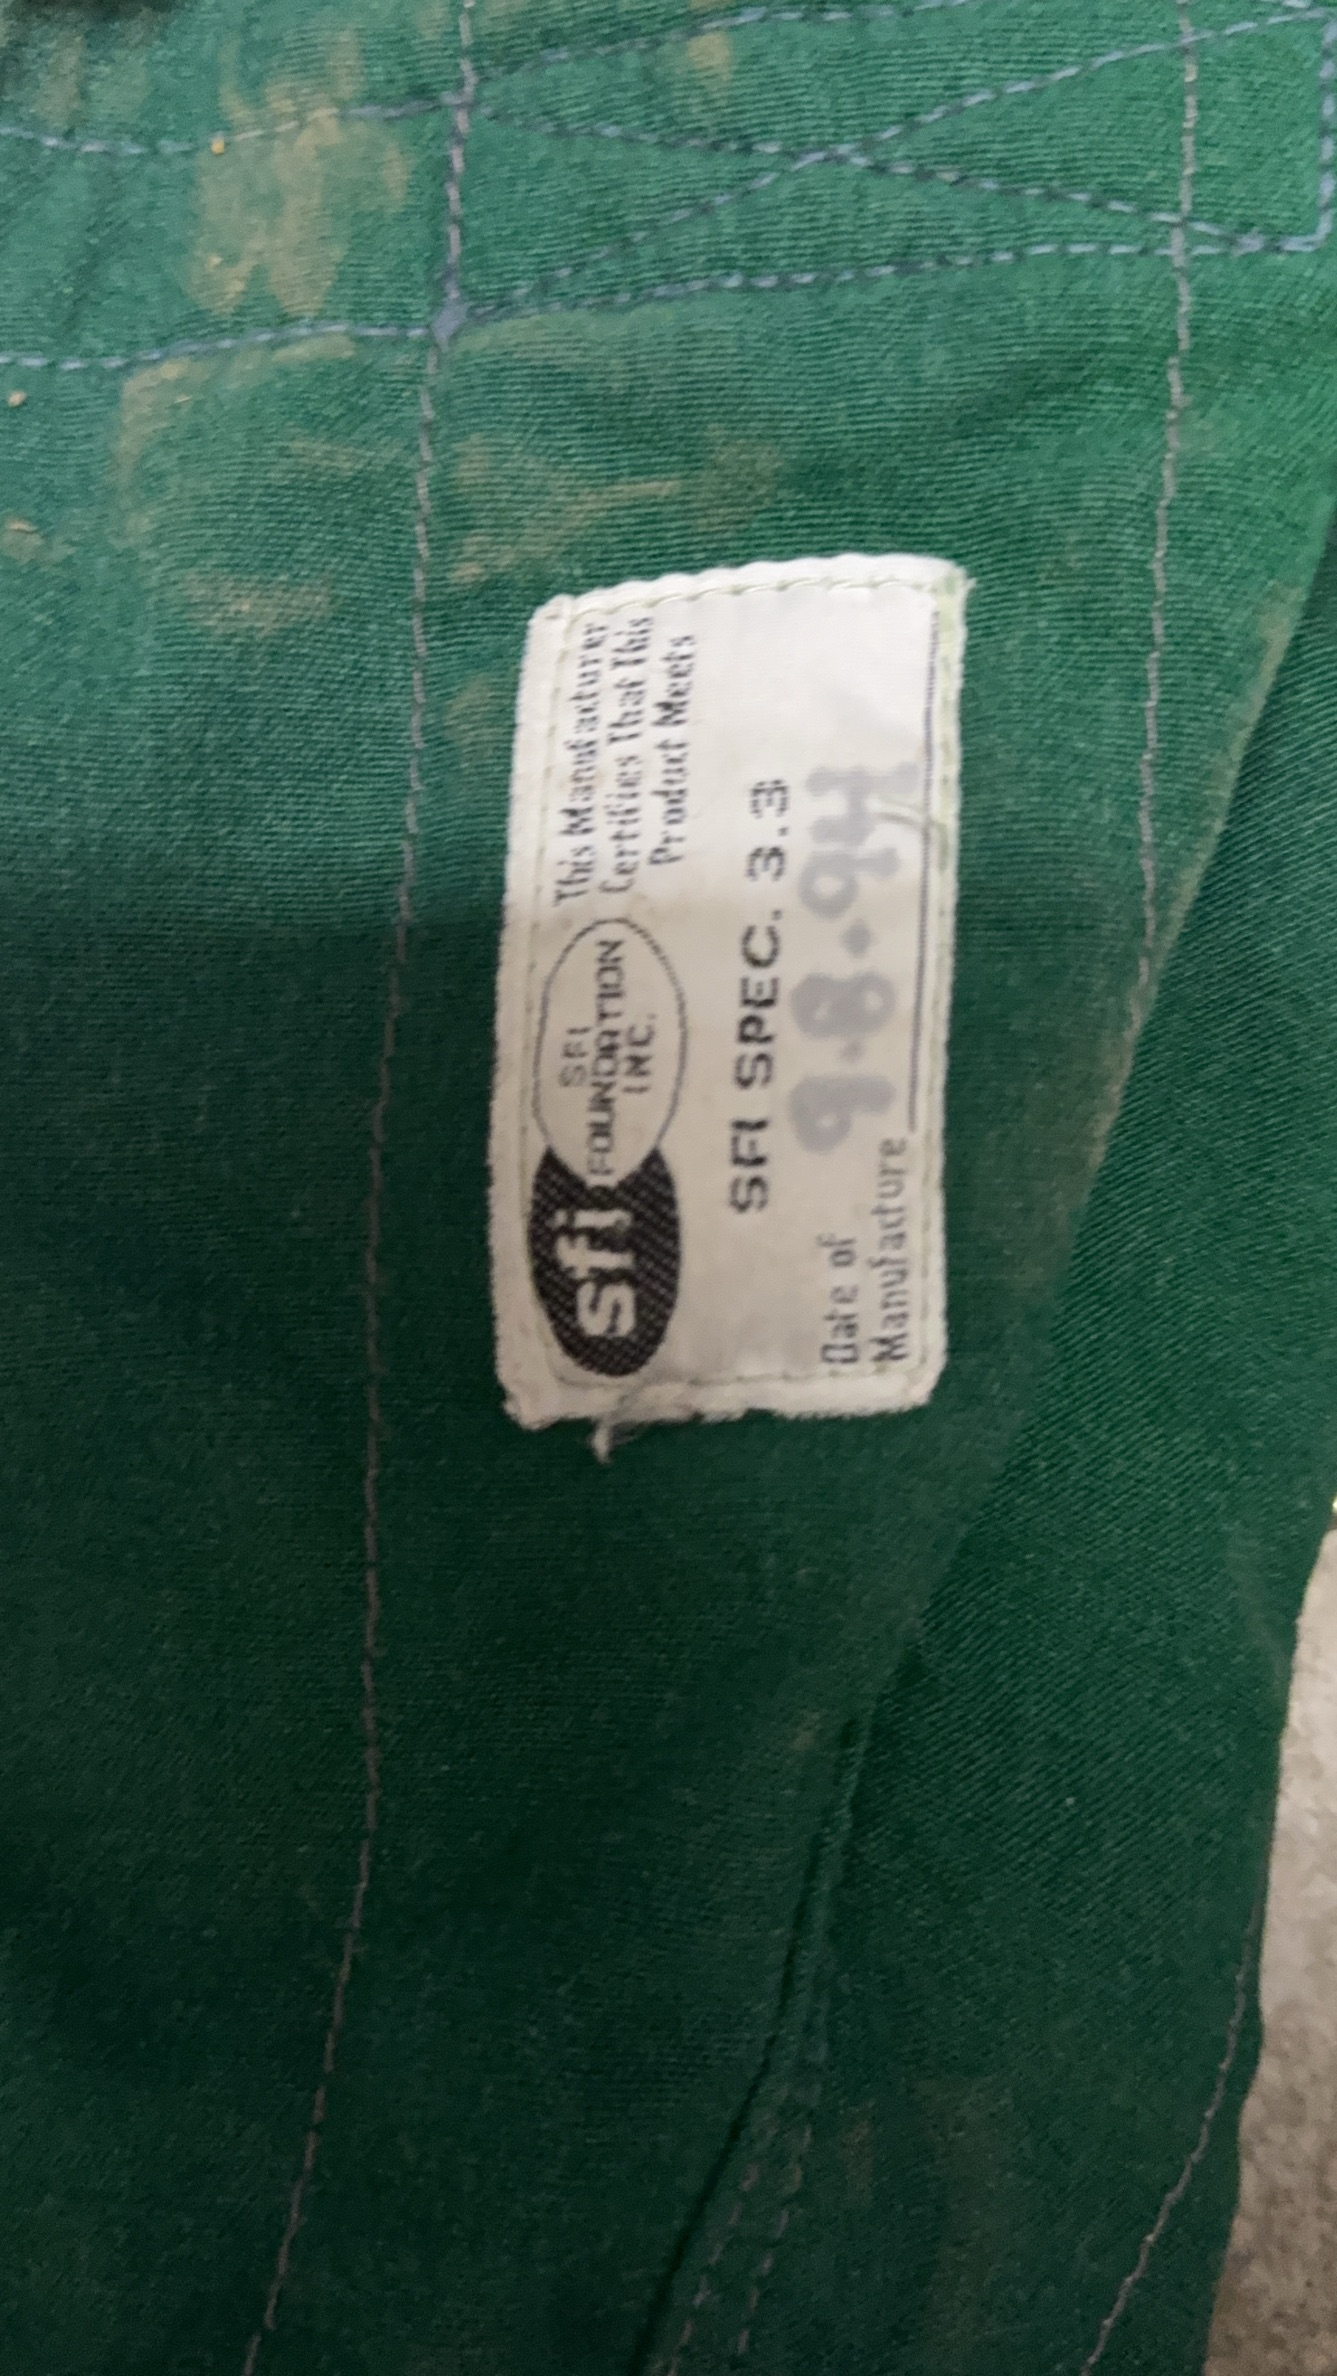 sfi
SFI
FOUNDATION
INC.
This Manufacturer
Certifies That This
Product Meets
SFI SPEC. 3.3
Date of
Manufacture 9-8-94